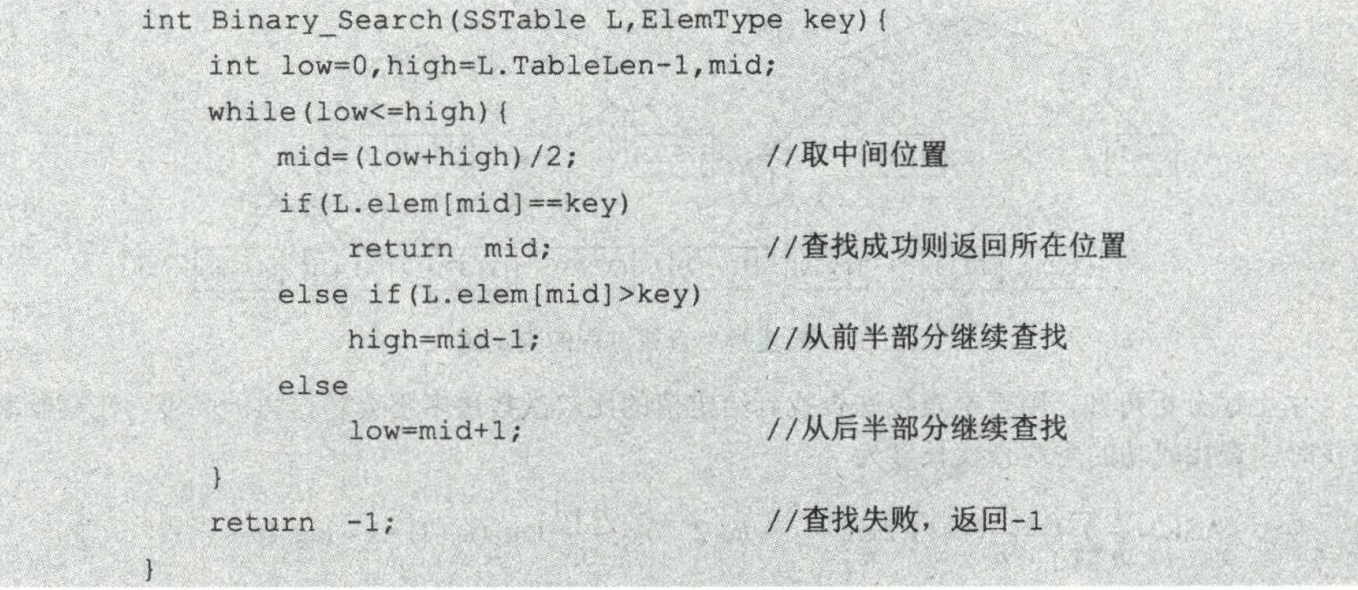 int Binary_Search(SSTable L,ElemType key){
int low=0,high=L.TableLen-1,mid;
while(low<=high){
mid=(low+high)/2; //取中间位置
if(L.elem[mid]==key)
return mid; //查找成功则返回所在位置
else if(L.elem[mid]>key)
high=mid-1; //从前半部分继续查找
else
low=mid+1; //从后半部分继续查找
}
return -1; //查找失败，返回-1
}